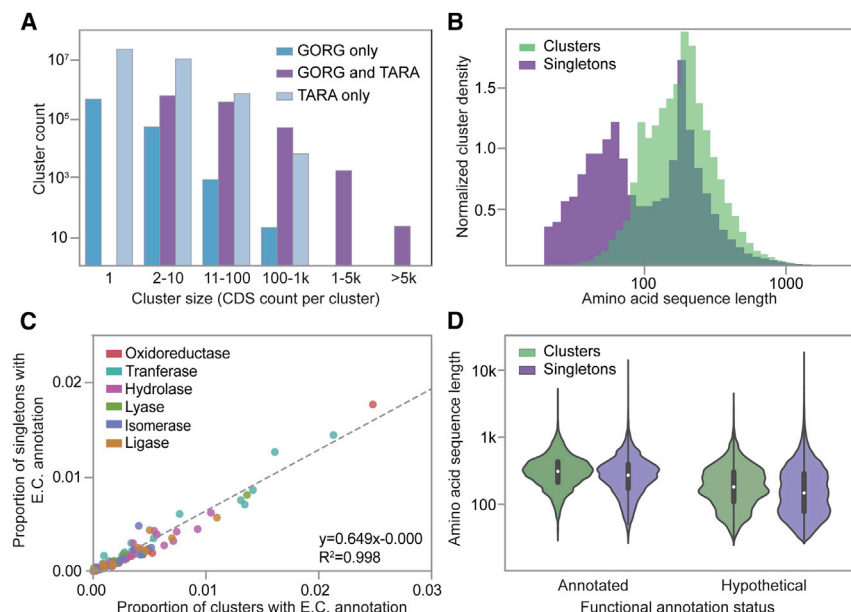 A
10⁷
10⁵
10³
10
Cluster count
GORG only
GORG and TARA
TARA only
1
2-10
11-100
100-1k
1-5k
>5k
Cluster size (CDS count per cluster)
B
Clusters
Singletons
1.5
1.0
0.5
Normalized cluster density
100
1000
Amino acid sequence length
C
Oxidoreductase
Tranferase
Hydrolase
Lyase
Isomerase
Ligase
0.02
0.01
0.00
Proportion of singletons with
E.C. annotation
y=0.649x-0.000
R²=0.998
0.00
0.01
0.02
0.03
Proportion of clusters with E.C. annotation
D
Clusters
Singletons
10k
1k
100
Amino acid sequence length
Annotated
Hypothetical
Functional annotation status